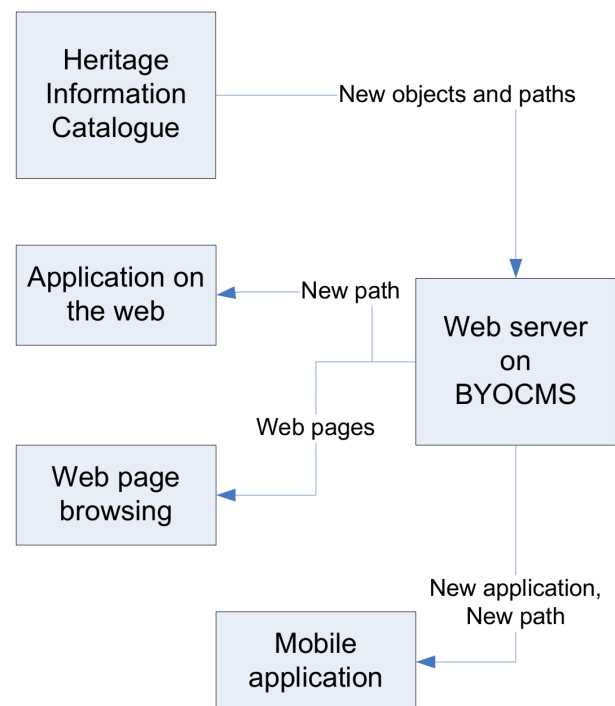 Heritage
Information
Catalogue
New objects and paths
Application on
the web
New path
Web server
on
BYOCMS
Web pages
Web page
browsing
New application,
New path
Mobile
application